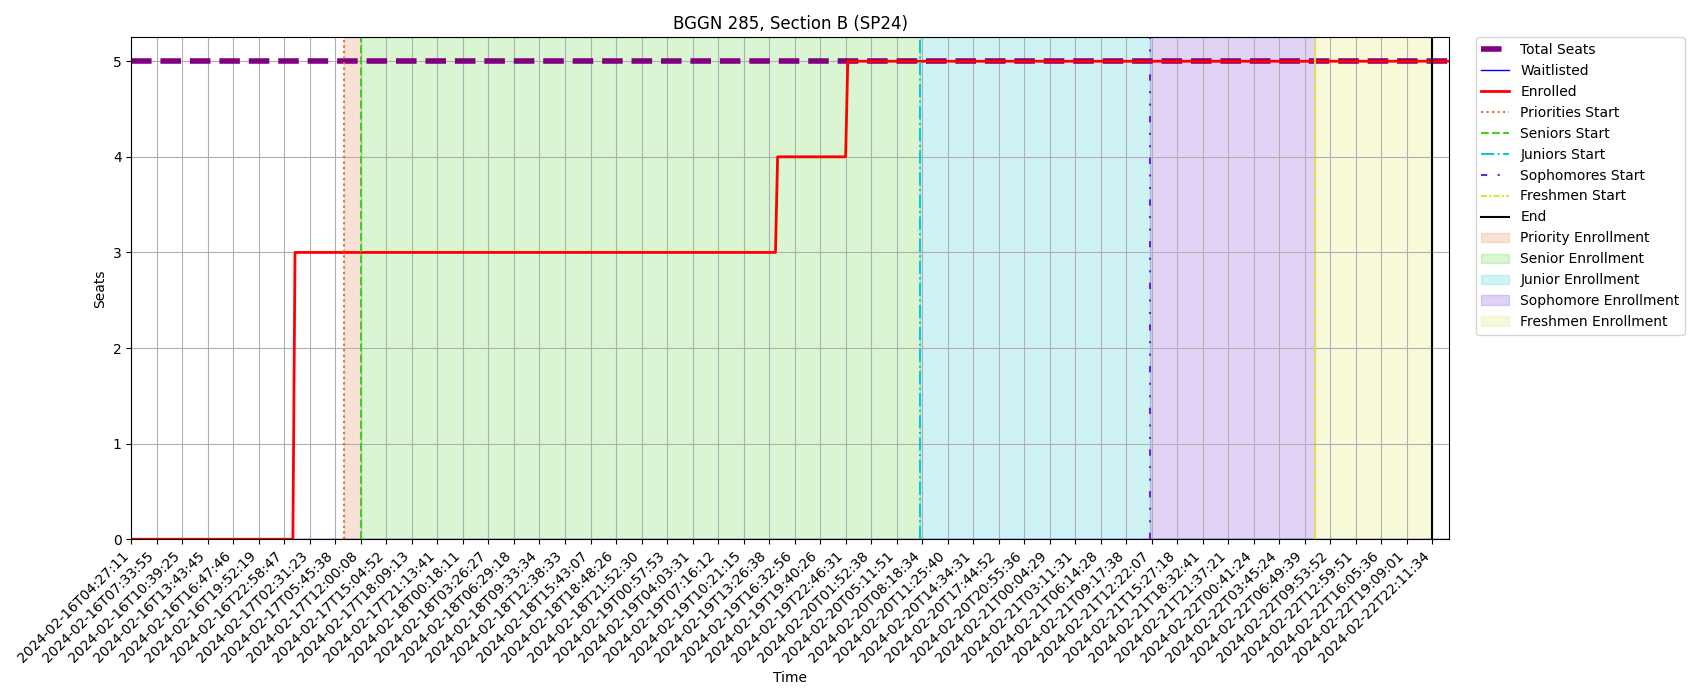 BGGN 285, Section B (SP24)
Seats
5
4
3
2
1
0
2024-02-16T04:27:11
2024-02-16T07:33:55
2024-02-16T10:39:25
2024-02-16T13:43:45
2024-02-16T16:47:46
2024-02-16T19:52:19
2024-02-16T22:58:47
2024-02-17T02:31:23
2024-02-17T05:45:38
2024-02-17T12:00:08
2024-02-17T15:04:52
2024-02-17T18:09:13
2024-02-17T21:13:41
2024-02-18T00:18:11
2024-02-18T03:26:27
2024-02-18T06:29:18
2024-02-18T09:33:34
2024-02-18T12:38:33
2024-02-18T15:43:07
2024-02-18T18:48:26
2024-02-18T21:52:30
2024-02-19T00:57:53
2024-02-19T04:03:31
2024-02-19T07:16:12
2024-02-19T10:21:15
2024-02-19T13:26:38
2024-02-19T16:32:56
2024-02-19T19:40:26
2024-02-19T22:46:31
2024-02-20T01:52:38
2024-02-20T05:11:51
2024-02-20T08:18:34
2024-02-20T11:25:40
2024-02-20T14:34:31
2024-02-20T17:44:52
2024-02-20T20:55:36
2024-02-21T00:04:29
2024-02-21T03:11:31
2024-02-21T06:14:28
2024-02-21T09:17:38
2024-02-21T12:22:07
2024-02-21T15:27:18
2024-02-21T18:32:41
2024-02-21T21:37:21
2024-02-22T00:41:24
2024-02-22T03:45:24
2024-02-22T06:49:39
2024-02-22T09:53:52
2024-02-22T12:59:51
2024-02-22T16:05:36
2024-02-22T19:09:01
2024-02-22T22:11:34
Time
Total Seats
Waitlisted
Enrolled
Priorities Start
Seniors Start
Juniors Start
Sophomores Start
Freshmen Start
End
Priority Enrollment
Senior Enrollment
Junior Enrollment
Sophomore Enrollment
Freshmen Enrollment